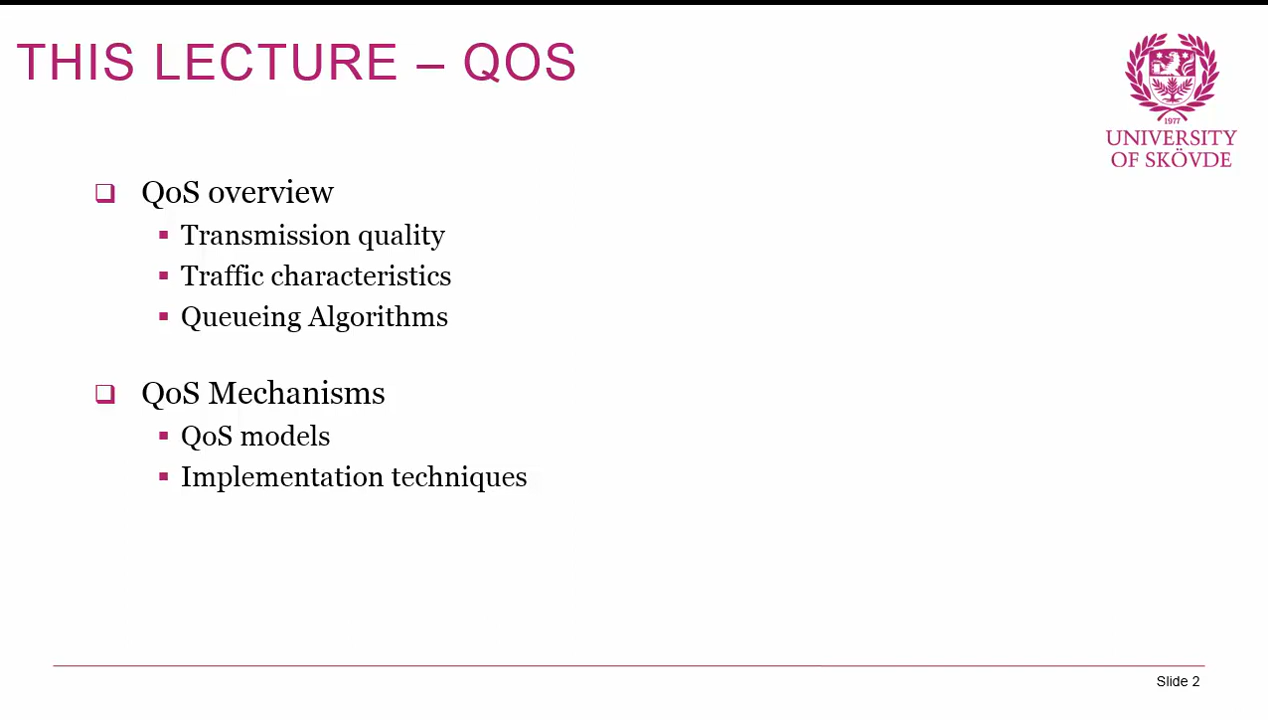 THIS LECTURE – QOS
1977
UNIVERSITY
OF SKÖVDE
QoS overview
Transmission quality
Traffic characteristics
Queueing Algorithms
QoS Mechanisms
QoS models
Implementation techniques
Slide 2